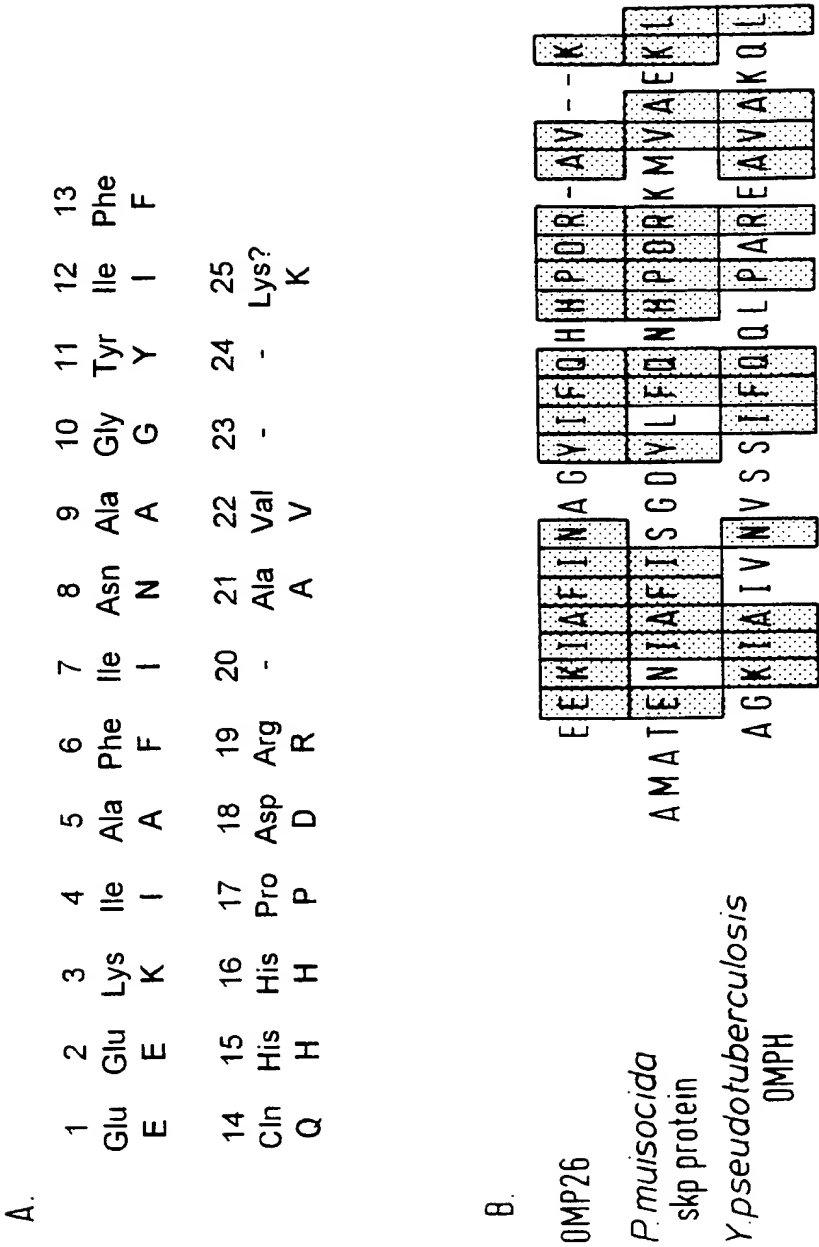 A.
1 2 3 4 5 6 7 8 9 10 11 12 13
Glu Glu Lys Ile Ala Phe Ile Asn Ala Gly Tyr Ile Phe
E E K I A F I N A G Y I F
14 15 16 17 18 19 20 21 22 23 24 25
Cln His His Pro Asp Arg - Ala Val - - Lys?
Q H H P D R A V K
B.
OMP26 E E K I A F I N A G Y I F Q H H P D R - A V - - K
P. muisocida A M A T E N I A F I S G D Y L F Q N H P D R K M V A E K L
skp protein
Y.pseudotuberculosis A G K I A I V N V S S I F Q Q L P A R E A V A K Q L
OMPH